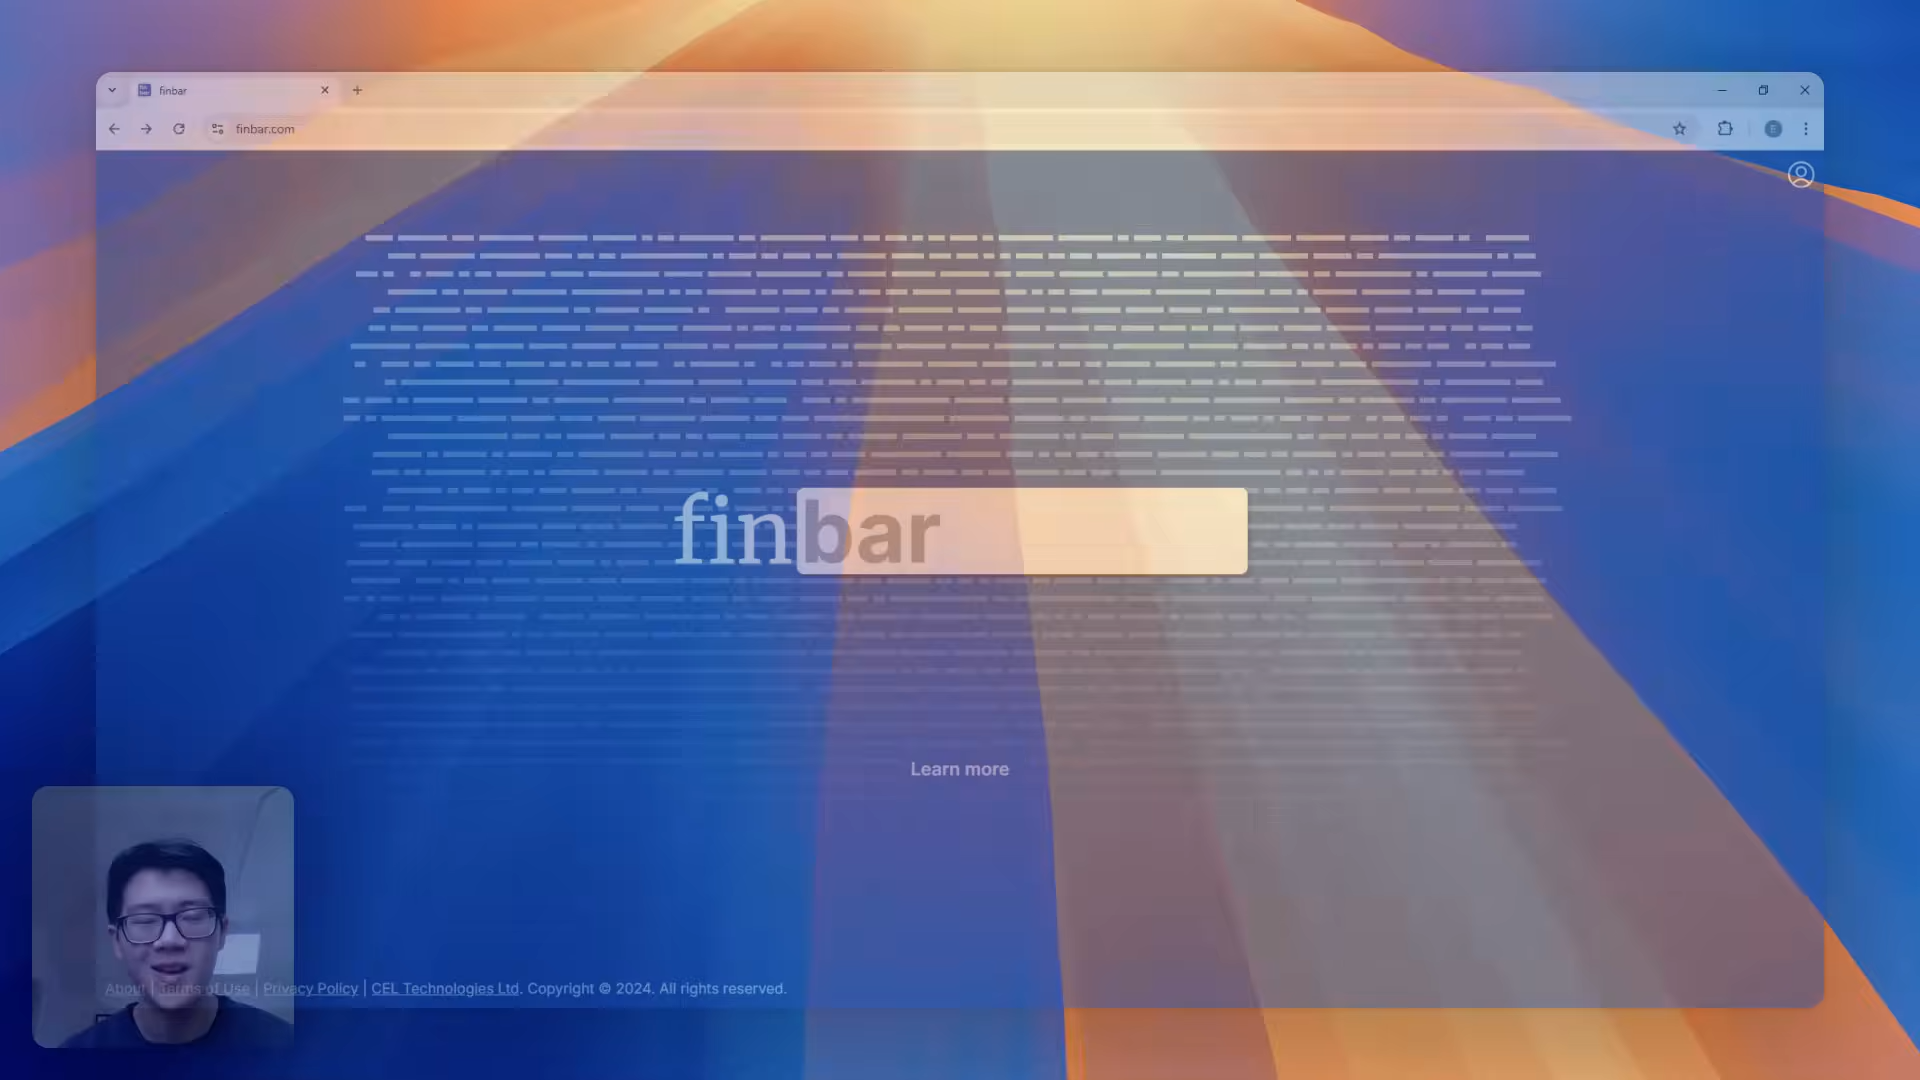 finbar
finbar.com
E
finbar
Learn more
About | Terms of Use | Privacy Policy | CEL Technologies Ltd. Copyright © 2024. All rights reserved.